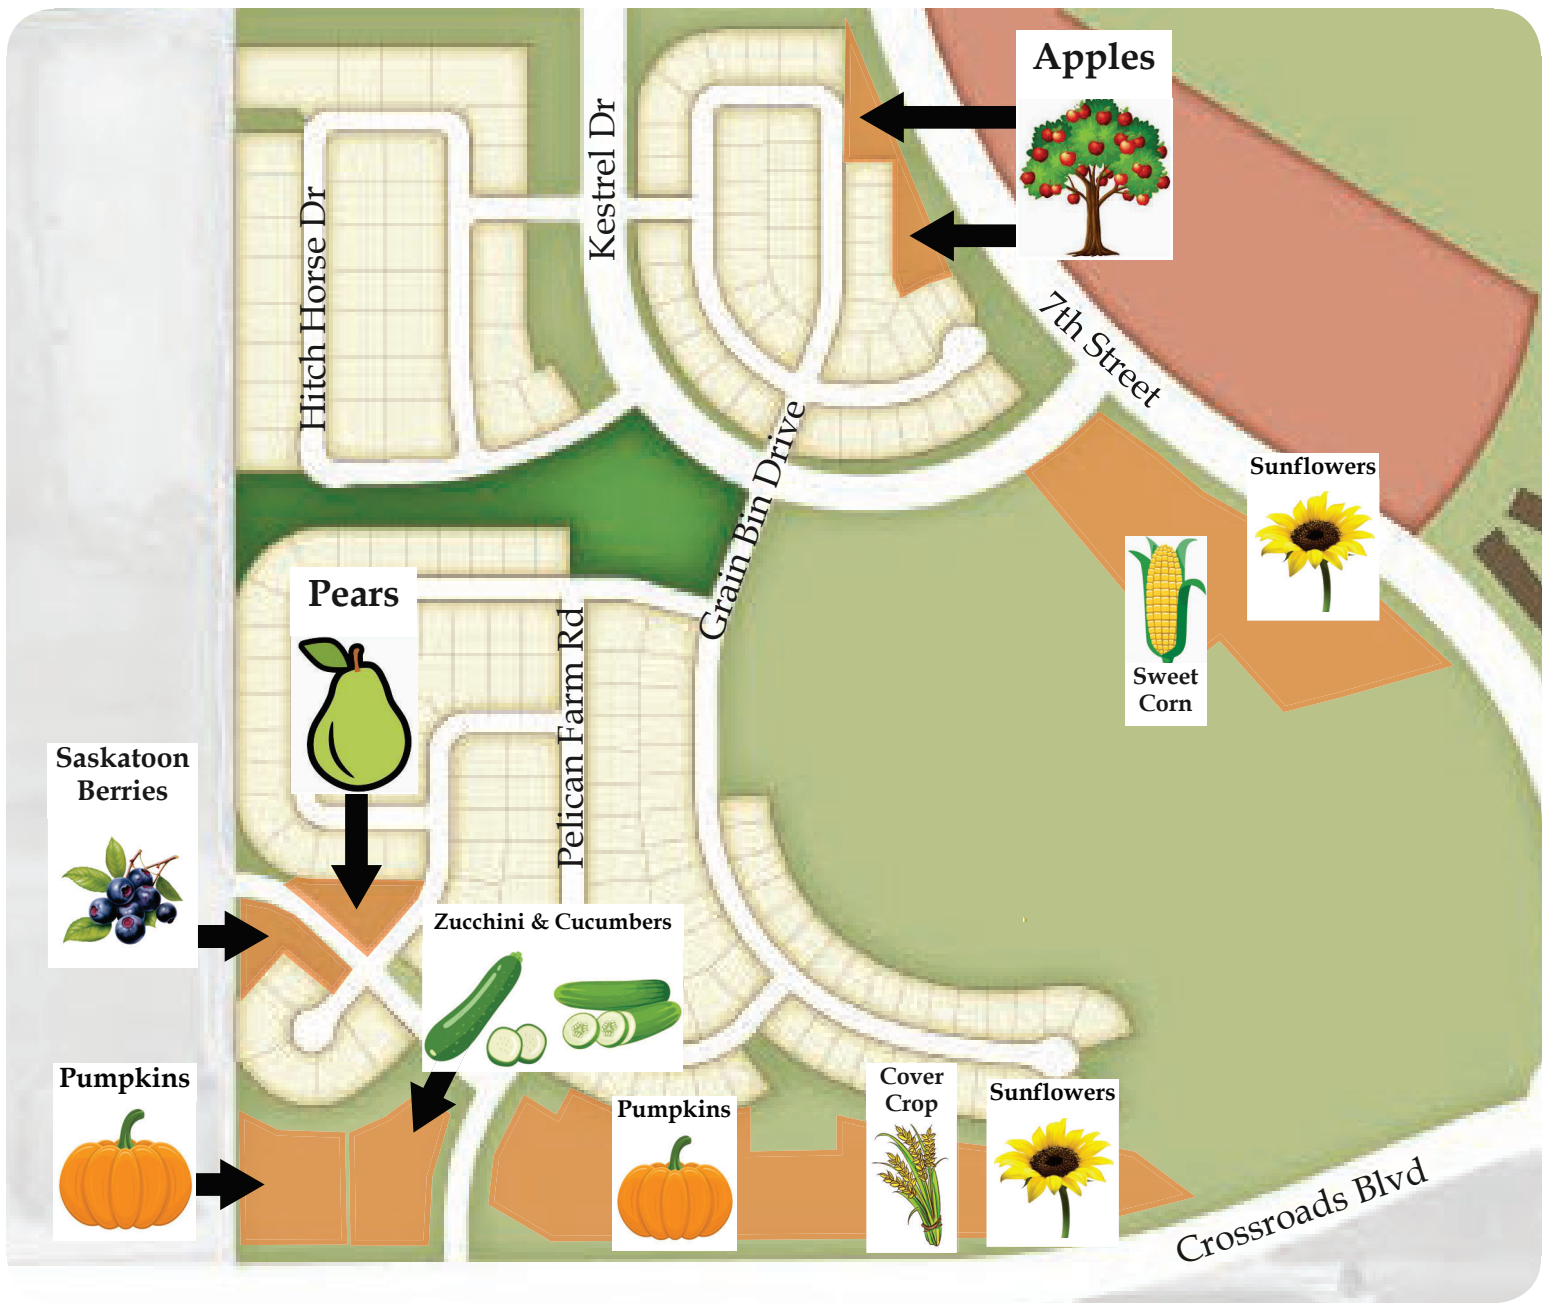 Apples
Kestrel Dr
Hitch Horse Dr
7th Street
Grain Bin Drive
Sunflowers
Sweet
Corn
Pears
Pelican Farm Rd
Saskatoon
Berries
Zucchini & Cucumbers
Pumpkins
Pumpkins
Cover
Crop
Sunflowers
Crossroads Blvd